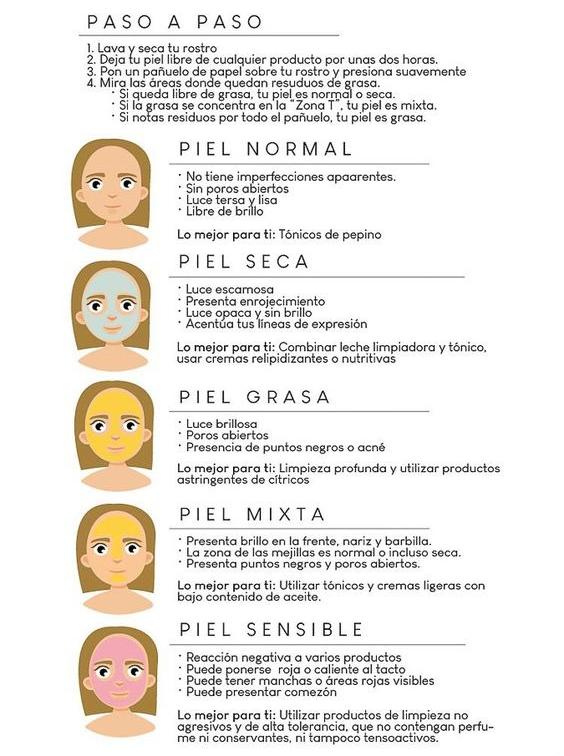 PASO A PASO
1. Lava y seca tu rostro
2. Deja tu piel libre de cualquier producto por unas dos horas.
3. Pon un pañuelo de papel sobre tu rostro y presiona suavemente
4. Mira las áreas donde quedan resuduos de grasa.
· Si queda libre de grasa, tu piel es normal o seca.
· Si la grasa se concentra en la "Zona T", tu piel es mixta.
· Si notas residuos por todo el pañuelo, tu piel es grasa.
PIEL NORMAL
· No tiene imperfecciones apaarentes.
· Sin poros abiertos
· Luce tersa y lisa
· Libre de brillo
Lo mejor para ti: Tónicos de pepino
PIEL SECA
· Luce escamosa
· Presenta enrojecimiento
· Luce opaca y sin brillo
· Acentúa tus líneas de expresión
Lo mejor para ti: Combinar leche limpiadora y tónico,
usar cremas relipidizantes o nutritivas
PIEL GRASA
· Luce brillosa
· Poros abiertos
· Presencia de puntos negros o acné
Lo mejor para ti: Limpieza profunda y utilizar productos
astringentes de cítricos
PIEL MIXTA
· Presenta brillo en la frente, nariz y barbilla.
· La zona de las mejillas es normal o incluso seca.
· Presenta puntos negros y poros abiertos.
Lo mejor para ti: Utilizar tónicos y cremas ligeras con
bajo contenido de aceite.
PIEL SENSIBLE
· Reacción negativa a varios productos
· Puede ponerse roja o caliente al tacto
· Puede tener manchas o áreas rojas visibles
· Puede presentar comezón
Lo mejor para ti: Utilizar productos de limpieza no
agresivos y de alta tolerancia, que no contengan perfu-
me ni conservantes, ni tampoco tensoactivos.